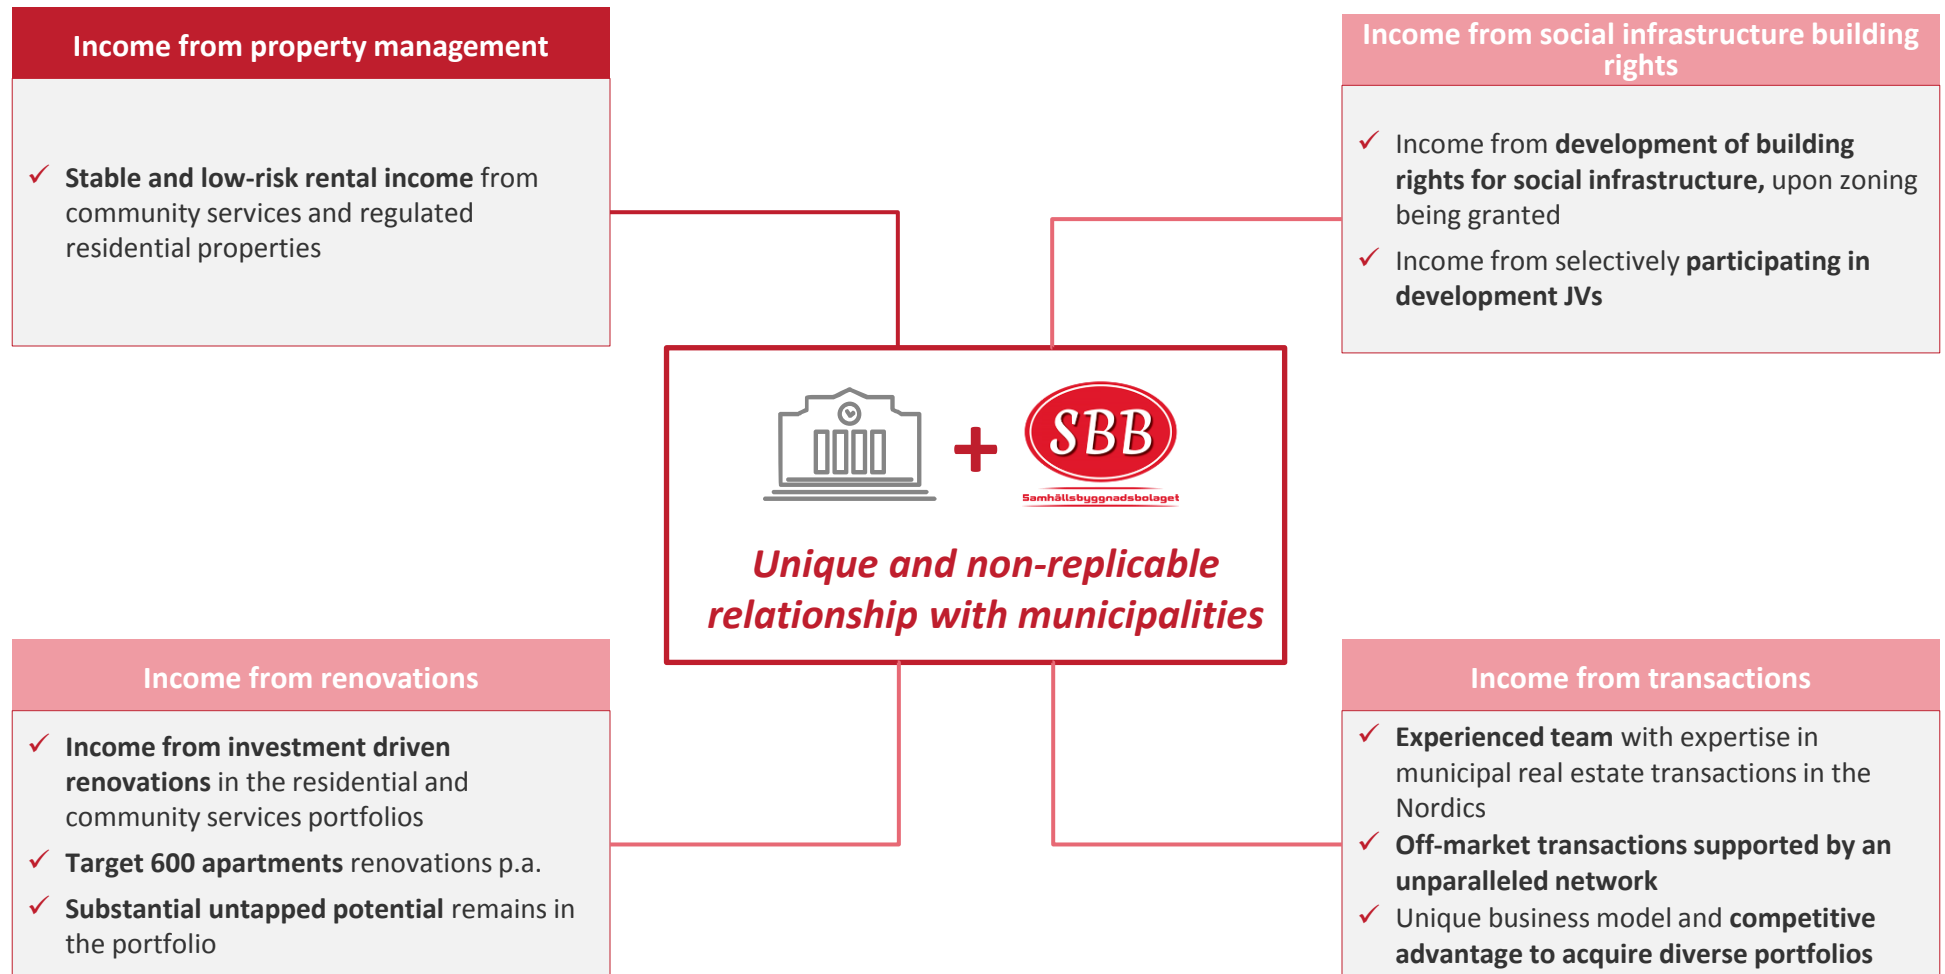 Income from property management
✓ Stable and low-risk rental income from
community services and regulated
residential properties
Income from social infrastructure building
rights
✓ Income from development of building
rights for social infrastructure, upon zoning
being granted
✓ Income from selectively participating in
development JVs
+
SBB
Samhällsbyggnadsbolaget
Unique and non-replicable
relationship with municipalities
Income from renovations
✓ Income from investment driven
renovations in the residential and
community services portfolios
✓ Target 600 apartments renovations p.a.
✓ Substantial untapped potential remains in
the portfolio
Income from transactions
✓ Experienced team with expertise in
municipal real estate transactions in the
Nordics
✓ Off-market transactions supported by an
unparalleled network
✓ Unique business model and competitive
advantage to acquire diverse portfolios